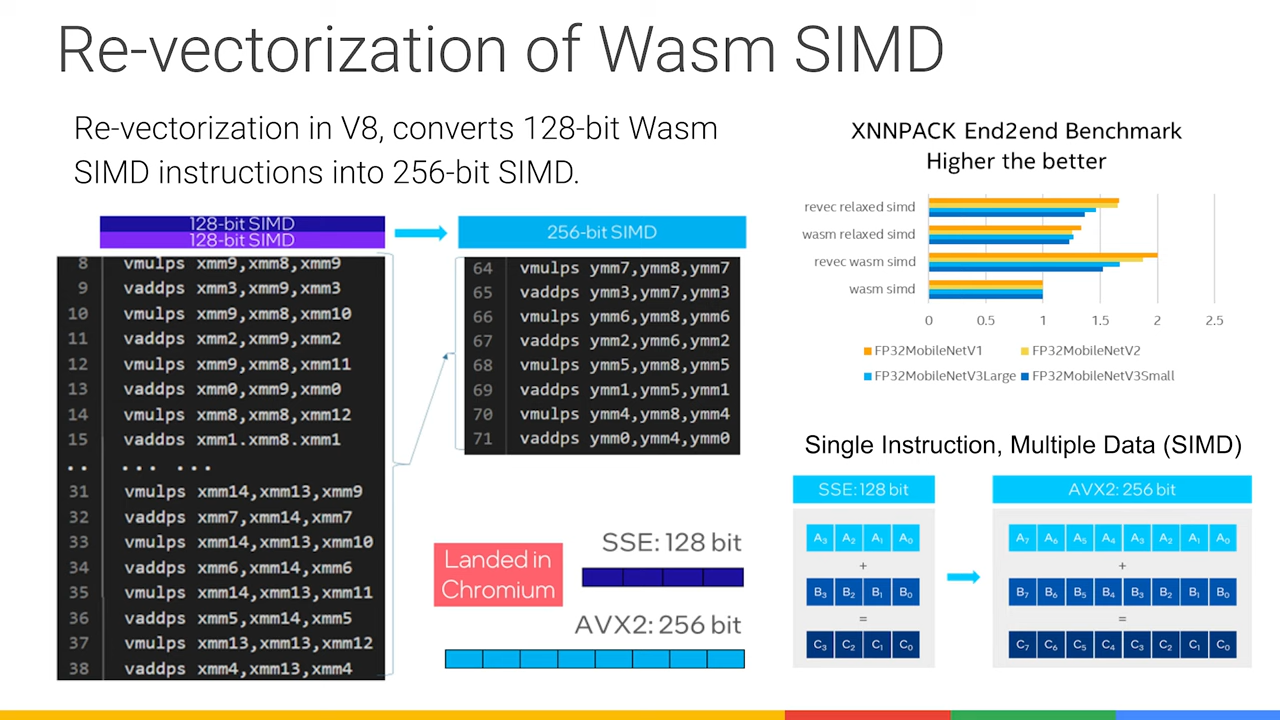 Re-vectorization of Wasm SIMD
Re-vectorization in V8, converts 128-bit Wasm
SIMD instructions into 256-bit SIMD.
128-bit SIMD
128-bit SIMD
256-bit SIMD
8 vmulps xmm9,xmm8,xmm9
9 vaddps xmm3,xmm9,xmm3
10 vmulps xmm9,xmm8,xmm10
11 vaddps xmm2,xmm9,xmm2
12 vmulps xmm9,xmm8,xmm11
13 vaddps xmm0,xmm9,xmm0
14 vmulps xmm8,xmm8,xmm12
15 vaddps xmm1.xmm8.xmm1
.. ... ...
31 vmulps xmm14,xmm13,xmm9
32 vaddps xmm7,xmm14,xmm7
33 vmulps xmm14,xmm13,xmm10
34 vaddps xmm6,xmm14,xmm6
35 vmulps xmm14,xmm13,xmm11
36 vaddps xmm5,xmm14,xmm5
37 vmulps xmm13,xmm13,xmm12
38 vaddps xmm4,xmm13,xmm4
64 vmulps ymm7,ymm8,ymm7
65 vaddps ymm3,ymm7,ymm3
66 vmulps ymm6,ymm8,ymm6
67 vaddps ymm2,ymm6,ymm2
68 vmulps ymm5,ymm8,ymm5
69 vaddps ymm1,ymm5,ymm1
70 vmulps ymm4,ymm8,ymm4
71 vaddps ymm0,ymm4,ymm0
Landed in
Chromium
SSE: 128 bit
AVX2: 256 bit
XNNPACK End2end Benchmark
Higher the better
revec relaxed simd
wasm relaxed simd
revec wasm simd
wasm simd
0 0.5 1 1.5 2 2.5
FP32MobileNetV1 FP32MobileNetV2
FP32MobileNetV3Large FP32MobileNetV3Small
Single Instruction, Multiple Data (SIMD)
SSE: 128 bit
A3 A2 A1 A0
+
B3 B2 B1 B0
=
C3 C2 C1 C0
AVX2: 256 bit
A7 A6 A5 A4 A3 A2 A1 A0
+
B7 B6 B5 B4 B3 B2 B1 B0
=
C7 C6 C5 C4 C3 C2 C1 C0